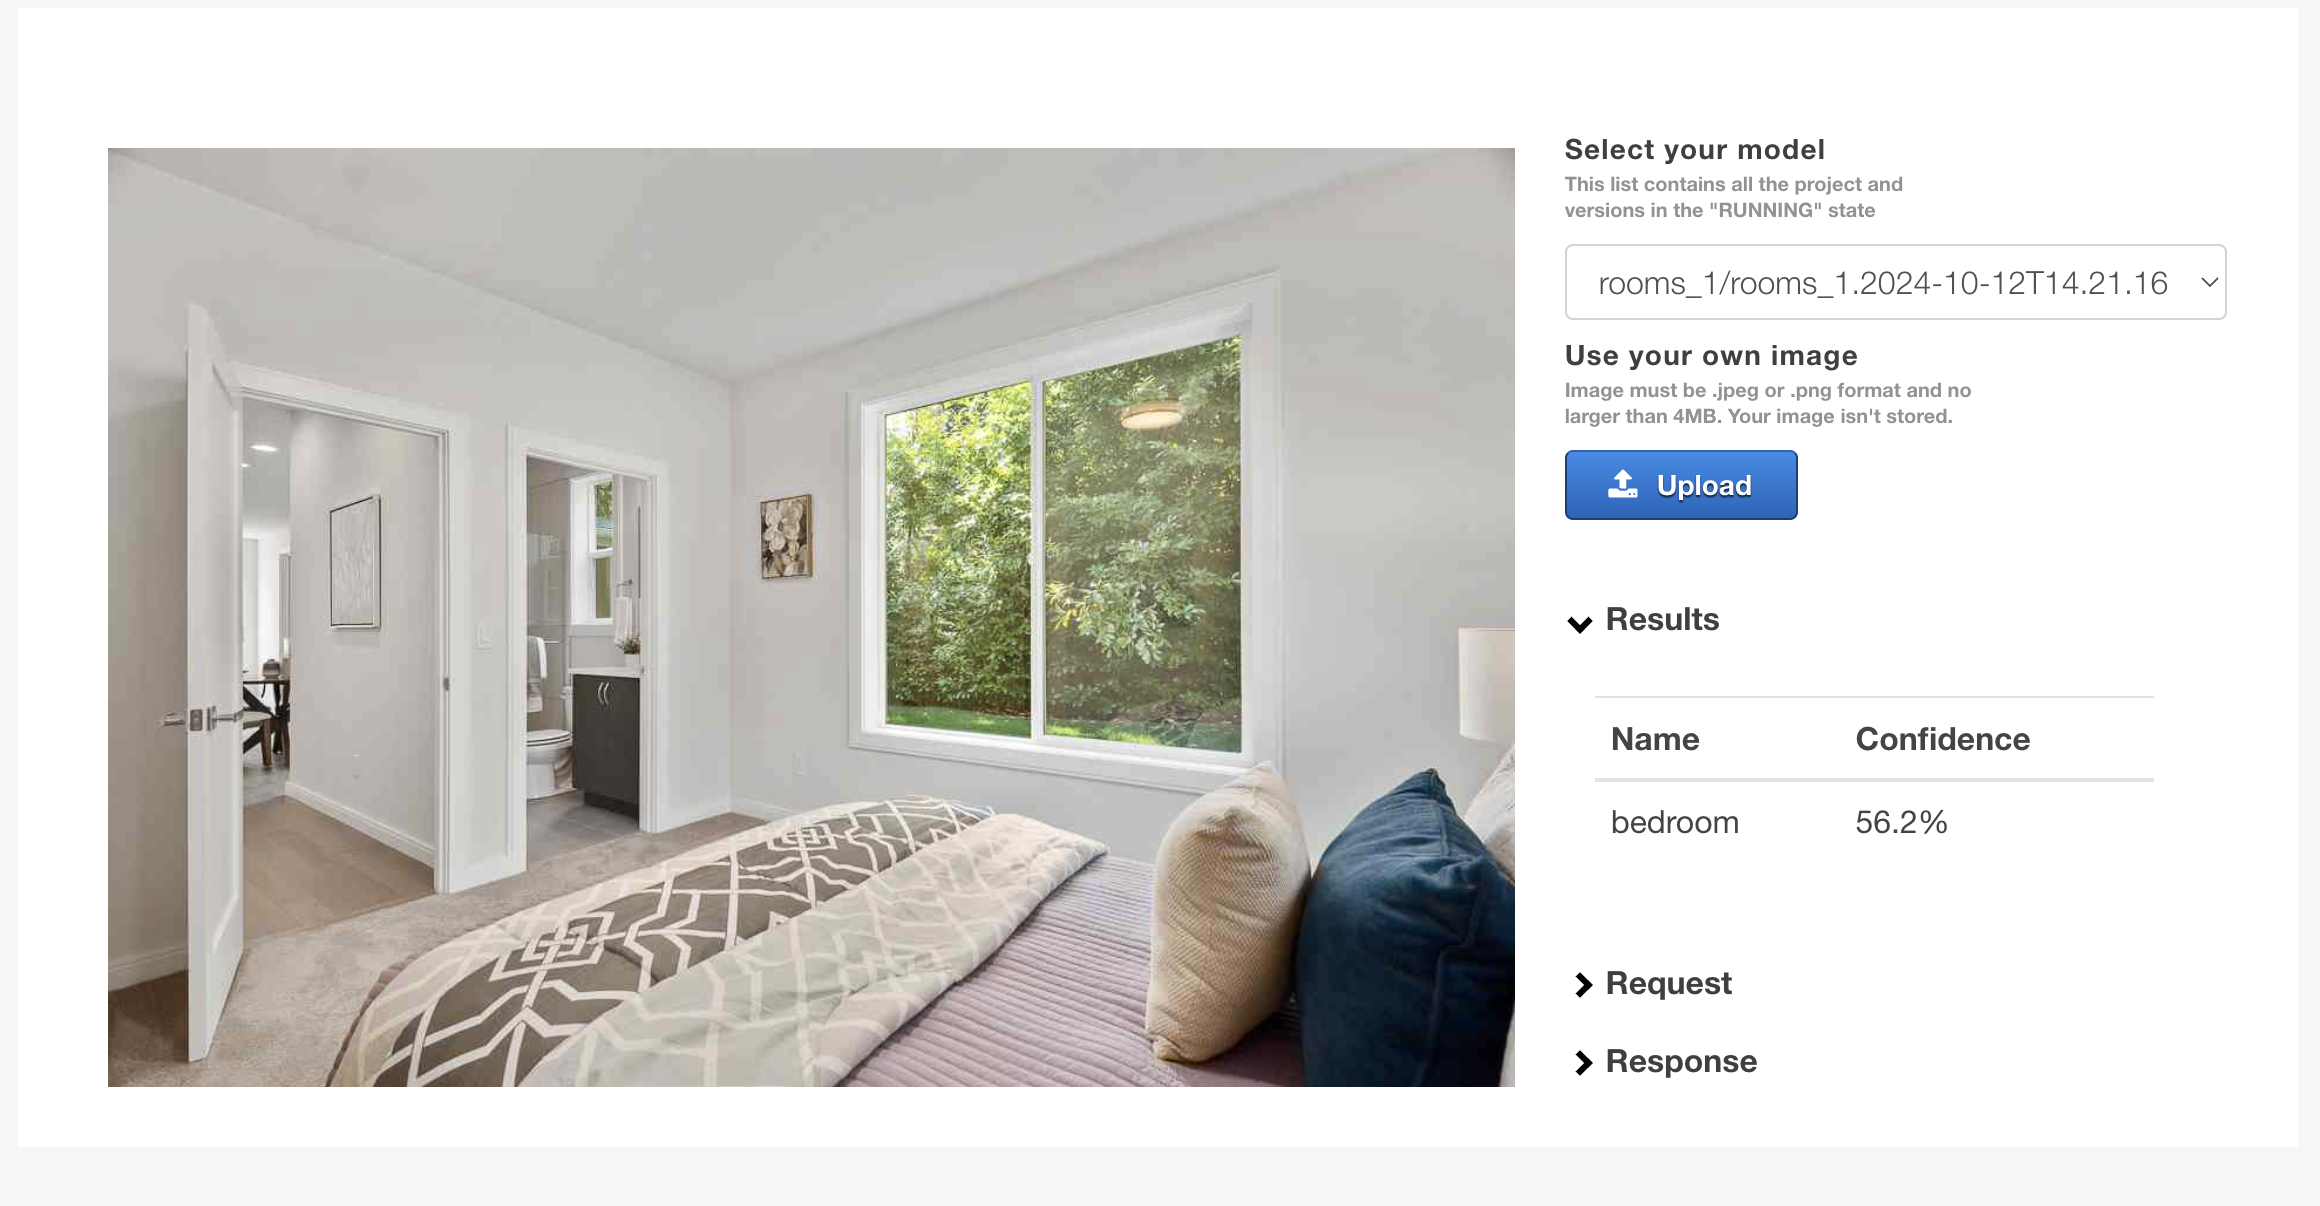 Select your model
This list contains all the project and
versions in the "RUNNING" state
rooms_1/rooms_1.2024-10-12T14.21.16
Use your own image
Image must be .jpeg or .png format and no
larger than 4MB. Your image isn't stored.
Upload
Results
Name Confidence
bedroom 56.2%
Request
Response